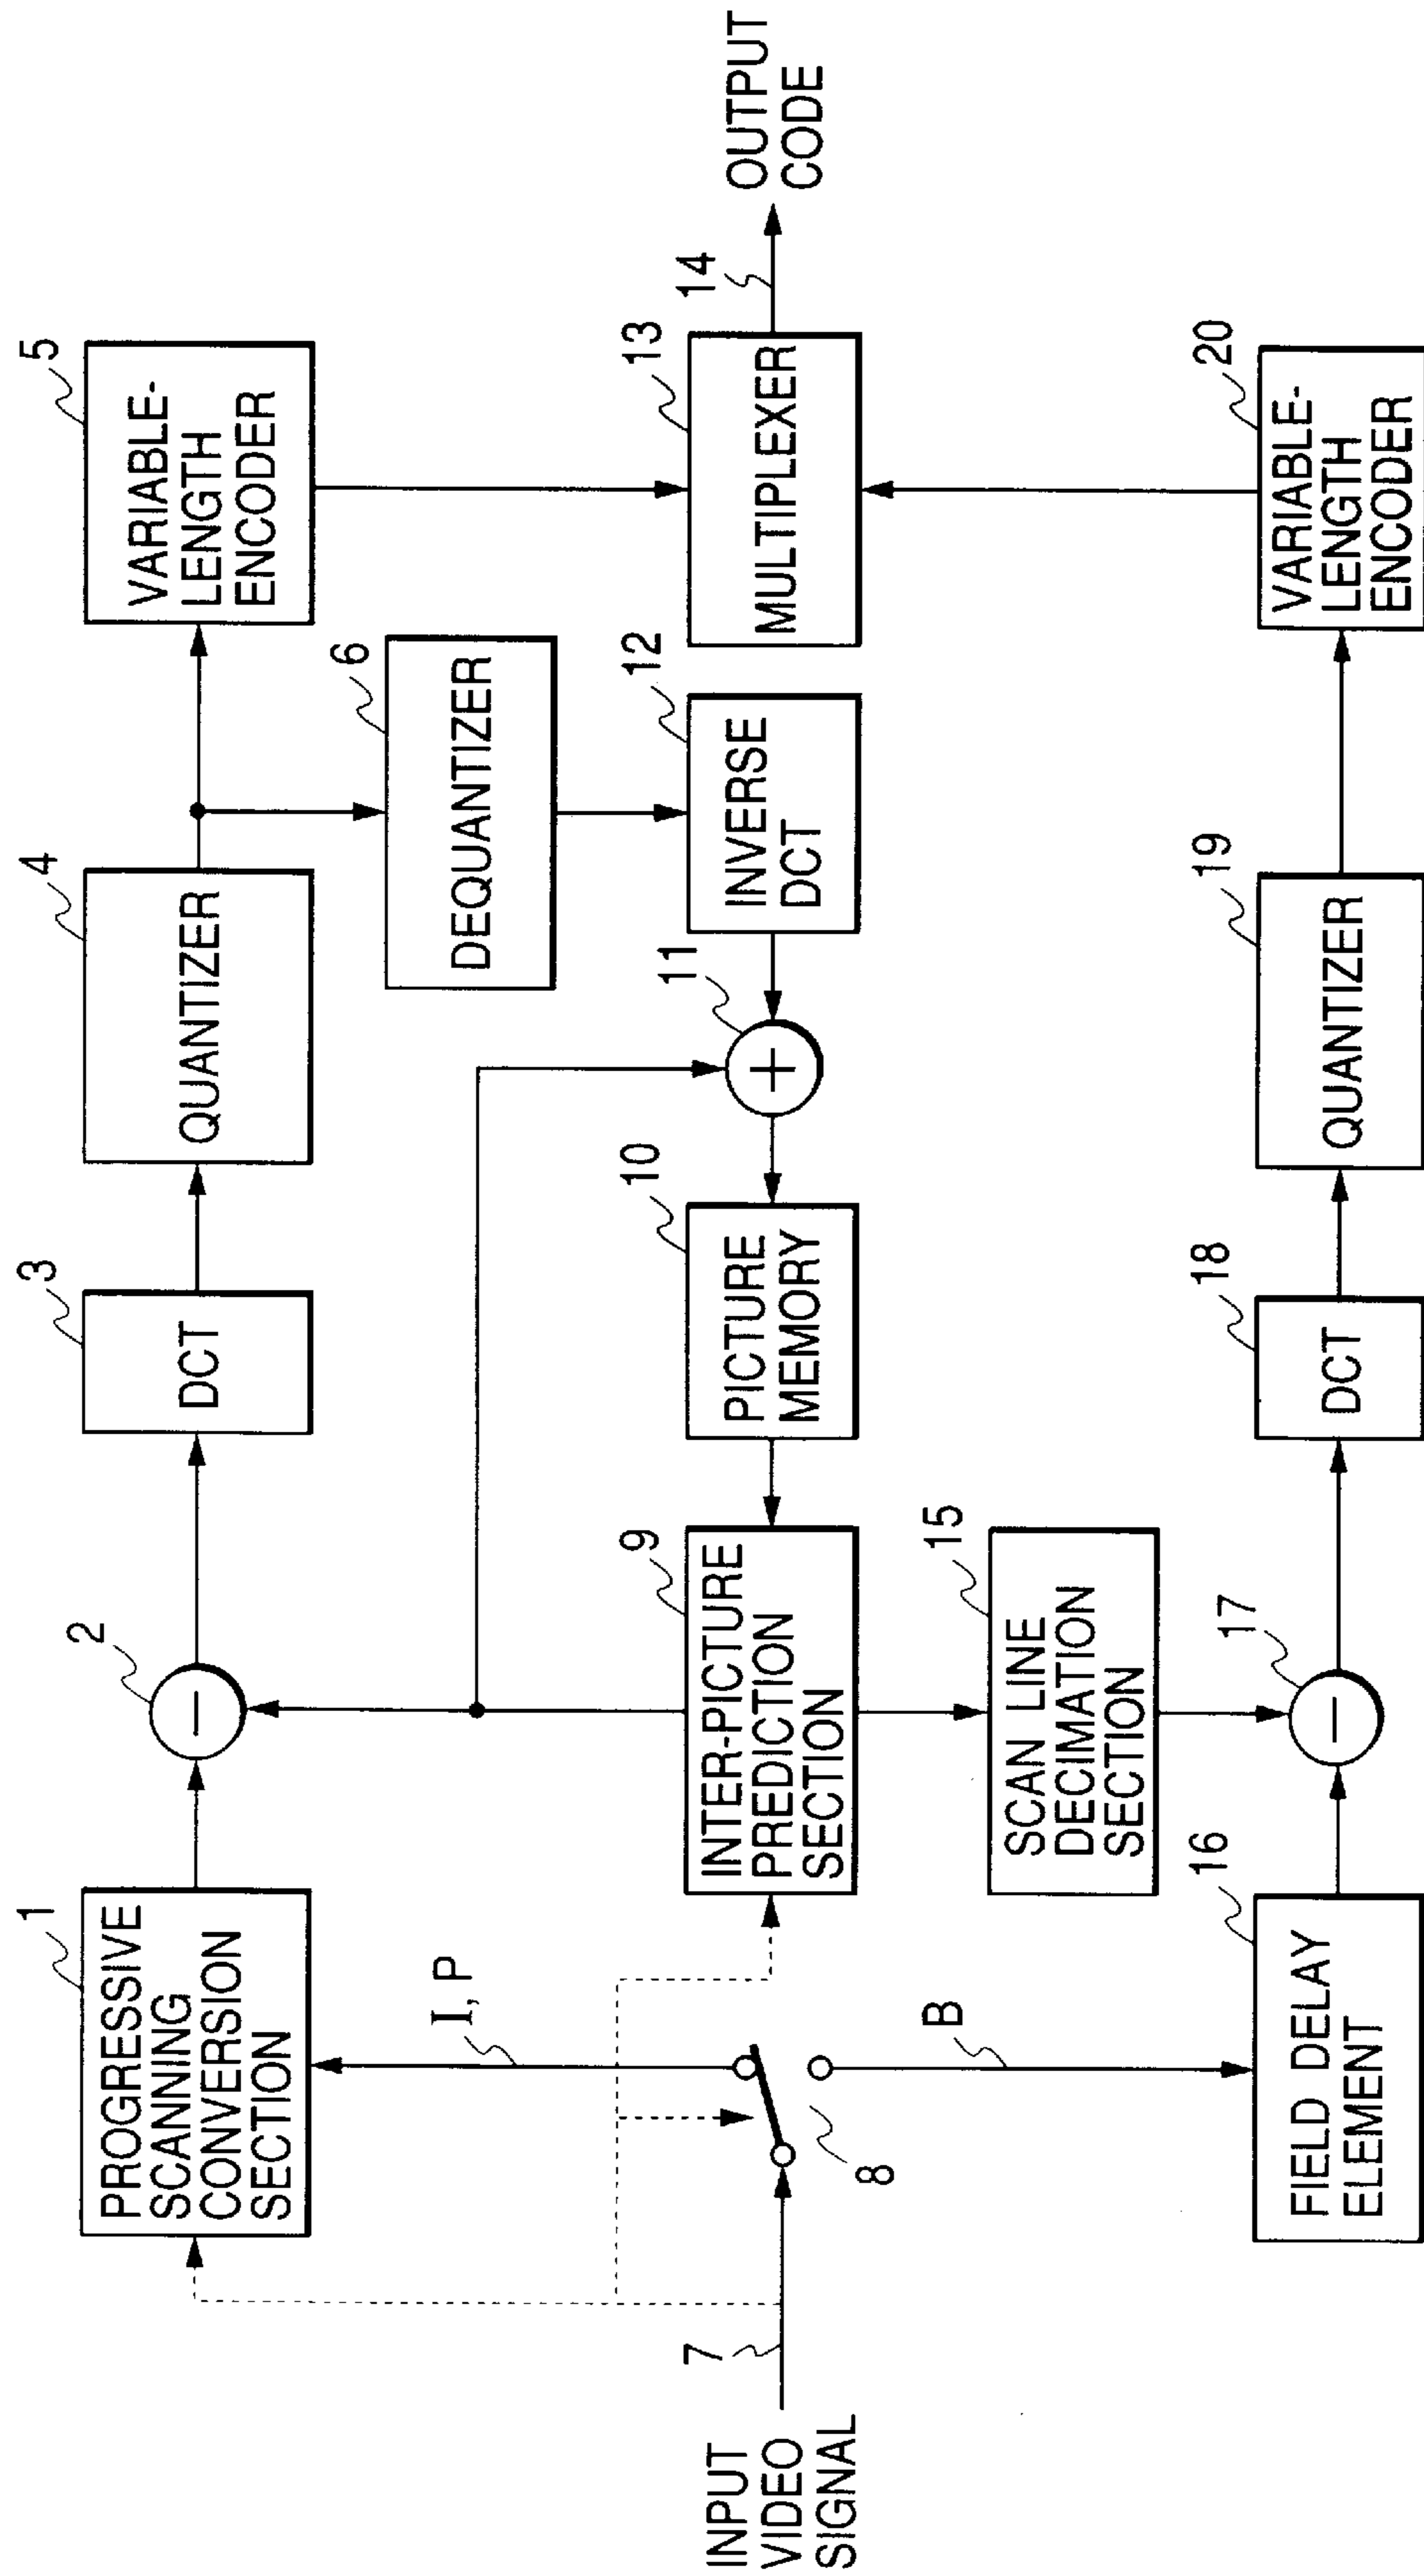 1
PROGRESSIVE
SCANNING
CONVERSION
SECTION
2
−
3
DCT
4
QUANTIZER
5
VARIABLE-
LENGTH
ENCODER
6
DEQUANTIZER
I, P
INPUT
VIDEO
SIGNAL
7
8
9
INTER-PICTURE
PREDICTION
SECTION
10
PICTURE
MEMORY
11
+
12
INVERSE
DCT
13
MULTIPLEXER
14
OUTPUT
CODE
B
15
SCAN LINE
DECIMATION
SECTION
16
FIELD DELAY
ELEMENT
17
−
18
DCT
19
QUANTIZER
20
VARIABLE-
LENGTH
ENCODER